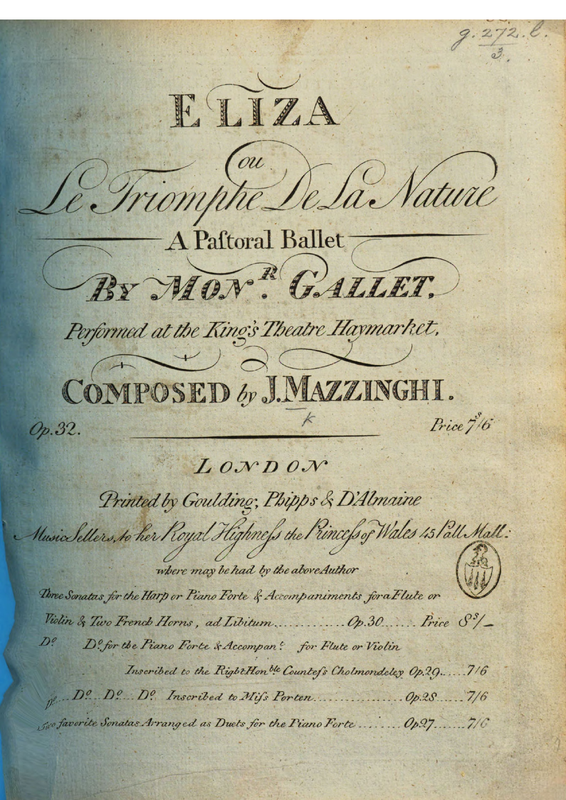 g.272.l.
3.
ELIZA
ou
Le Triomphe De La Nature
A Paſtoral Ballet
BY MONR. GALLET,
Performed at the King's Theatre Haymarket,
COMPOSED by J. MAZZINGHI.
Op.32. Price 7s/6
LONDON
Printed by Goulding, Phipps & D'Almaine
Music Sellers, to her Royal Highneſs the Princeſs of Wales 45 Pall Mall:
where may be had by the above Author
Three Sonatas for the Harp or Piano Forte & Accompaniments for a Flute or
Violin & Two French Horns, ad Libitum............Op.30.....Price 8s/-
Do. Do. for the Piano Forte & Accompant. for Flute or Violin
Inscribed to the Right Honble Counteſs Cholmondeley Op.29.....7/6
Do....Do. Do. Do. Inscribed to Miſs Porten..............Op.28......7/6
Two favorite Sonatas Arranged as Duets for the Piano Forte........Op.27......7/6